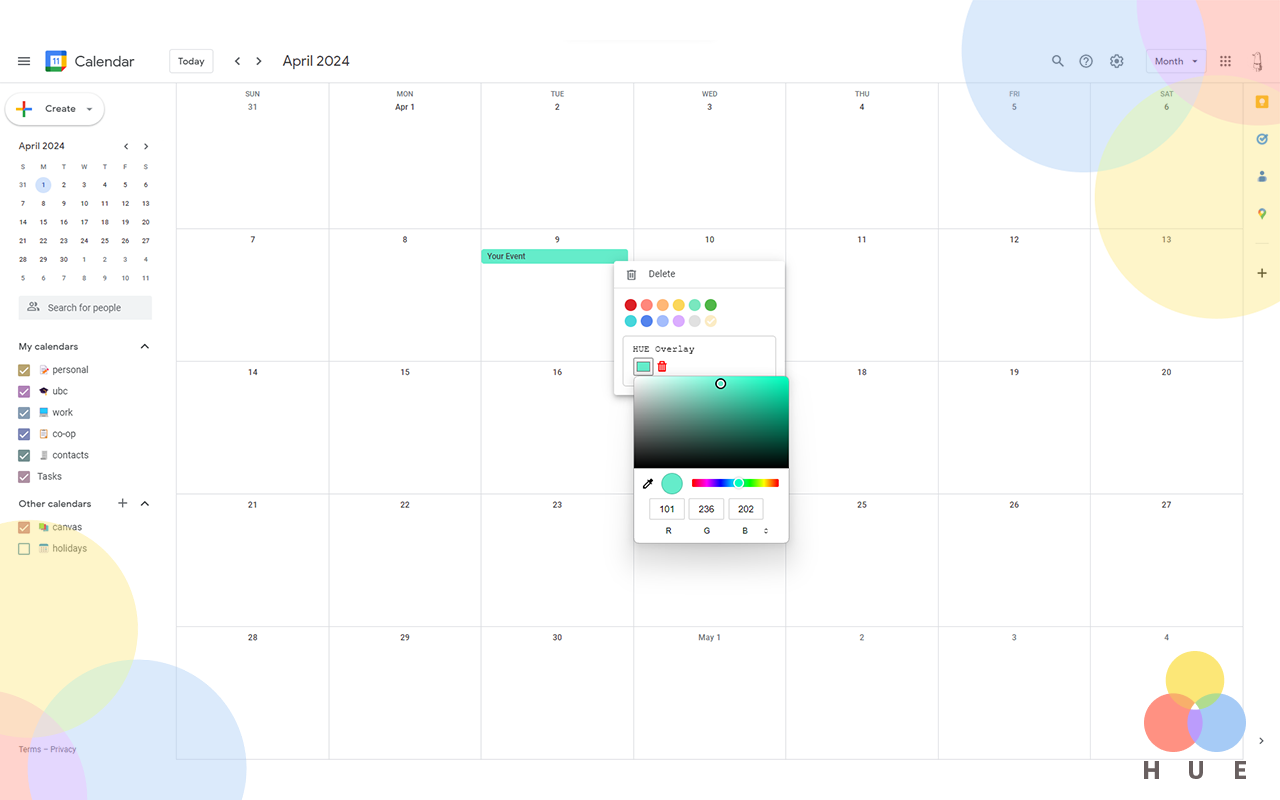 11 Calendar Today April 2024 Month
Create
April 2024
S M T W T F S
31 1 2 3 4 5 6
7 8 9 10 11 12 13
14 15 16 17 18 19 20
21 22 23 24 25 26 27
28 29 30 1 2 3 4
5 6 7 8 9 10 11
Search for people
My calendars
personal
ubc
work
co-op
contacts
Tasks
Other calendars
canvas
holidays
Terms – Privacy
SUN MON TUE WED THU FRI SAT
31 Apr 1 2 3 4 5 6
7 8 9 10 11 12 13
Your Event
Delete
HUE Overlay
14 15 16 18 19 20
21 22 23 25 26 27
101 236 202
R G B
28 29 30 May 1 2 3 4
H U E